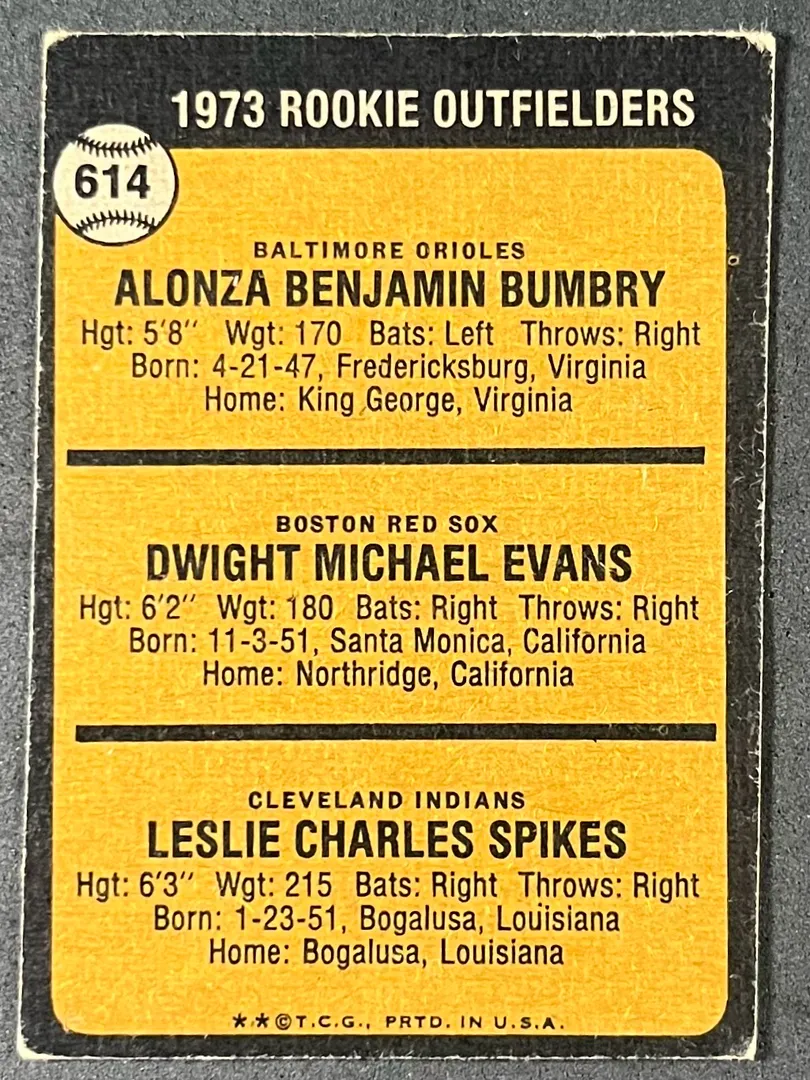 1973 ROOKIE OUTFIELDERS
614
BALTIMORE ORIOLES
ALONZA BENJAMIN BUMBRY
Hgt: 5'8" Wgt: 170 Bats: Left Throws: Right
Born: 4-21-47, Fredericksburg, Virginia
Home: King George, Virginia
BOSTON RED SOX
DWIGHT MICHAEL EVANS
Hgt: 6'2" Wgt: 180 Bats: Right Throws: Right
Born: 11-3-51, Santa Monica, California
Home: Northridge, California
CLEVELAND INDIANS
LESLIE CHARLES SPIKES
Hgt: 6'3" Wgt: 215 Bats: Right Throws: Right
Born: 1-23-51, Bogalusa, Louisiana
Home: Bogalusa, Louisiana
**©T.C.G., PRTD. IN U.S.A.